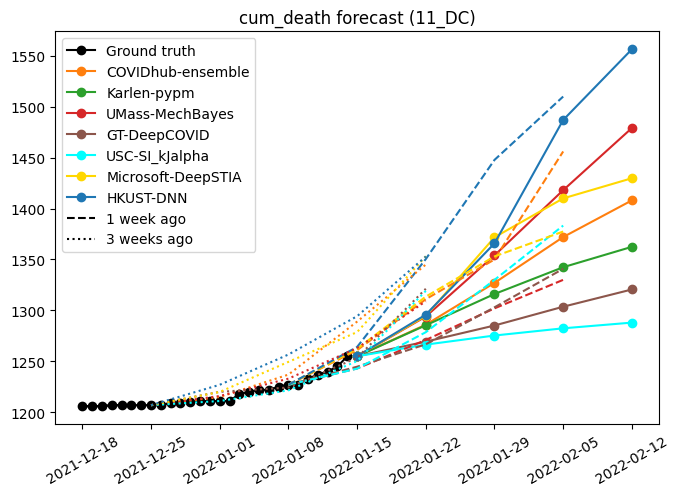 cum_death forecast (11_DC)
Ground truth
COVIDhub-ensemble
Karlen-pypm
UMass-MechBayes
GT-DeepCOVID
USC-SI_kJalpha
Microsoft-DeepSTIA
HKUST-DNN
1 week ago
3 weeks ago
1550
1500
1450
1400
1350
1300
1250
1200
2021-12-18
2021-12-25
2022-01-01
2022-01-08
2022-01-15
2022-01-22
2022-01-29
2022-02-05
2022-02-12